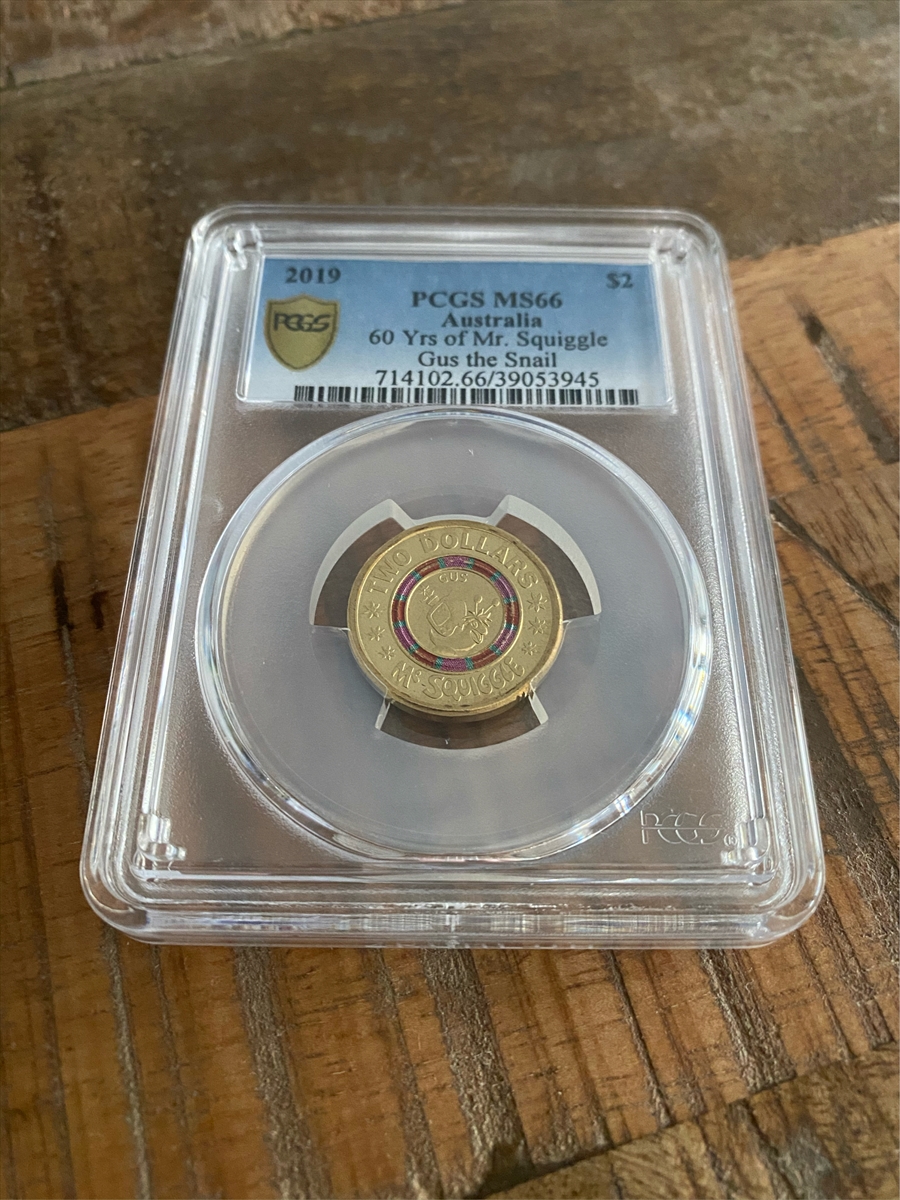 2019 $2
PCGS MS66
PCGS
Australia
60 Yrs of Mr. Squiggle
Gus the Snail
714102.66/39053945
TWO DOLLARS
GUS
Mr SQUIGGLE
PCGS